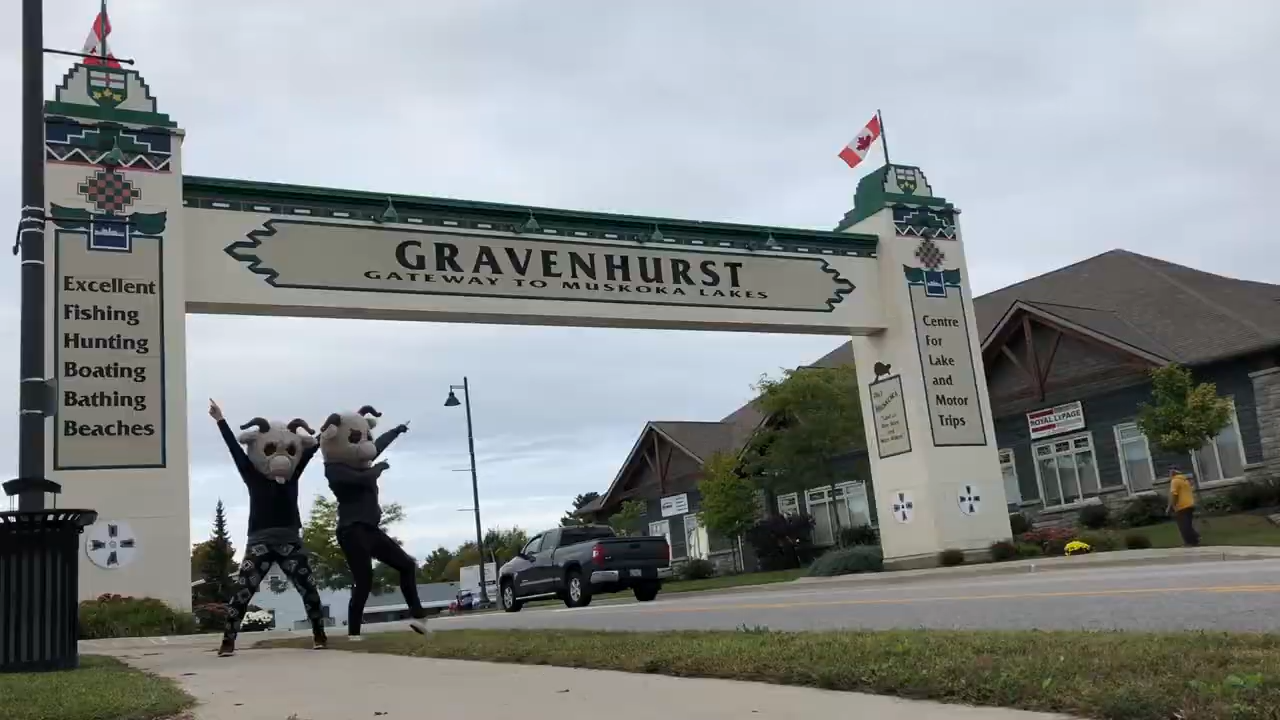 Excellent
Fishing
Hunting
Boating
Bathing
Beaches
GRAVENHURST
GATEWAY TO MUSKOKA LAKES
Centre
For
Lake
and
Motor
Trips
MUSKOKA
ROYAL LEPAGE